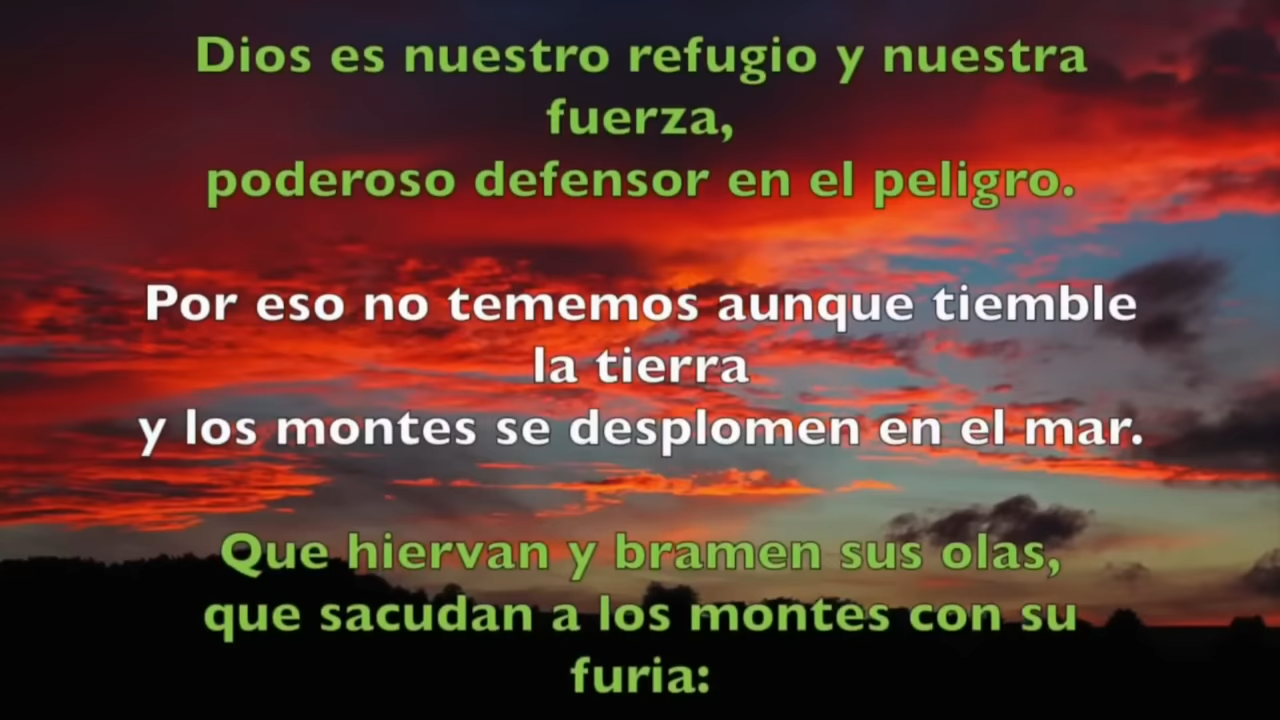 Dios es nuestro refugio y nuestra
fuerza,
poderoso defensor en el peligro.
Por eso no tememos aunque tiemble
la tierra
y los montes se desplomen en el mar.
Que hiervan y bramen sus olas,
que sacudan a los montes con su
furia: